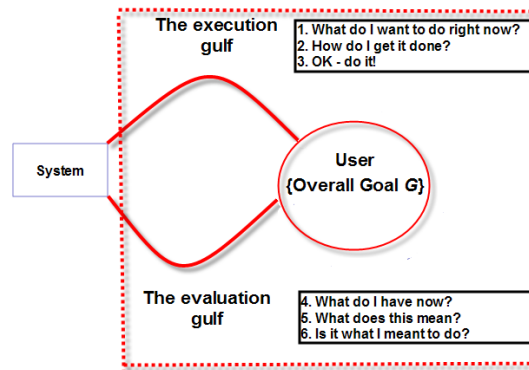 The execution
gulf
1. What do I want to do right now?
2. How do I get it done?
3. OK - do it!
System
User
{Overall Goal G}
The evaluation
gulf
4. What do I have now?
5. What does this mean?
6. Is it what I meant to do?